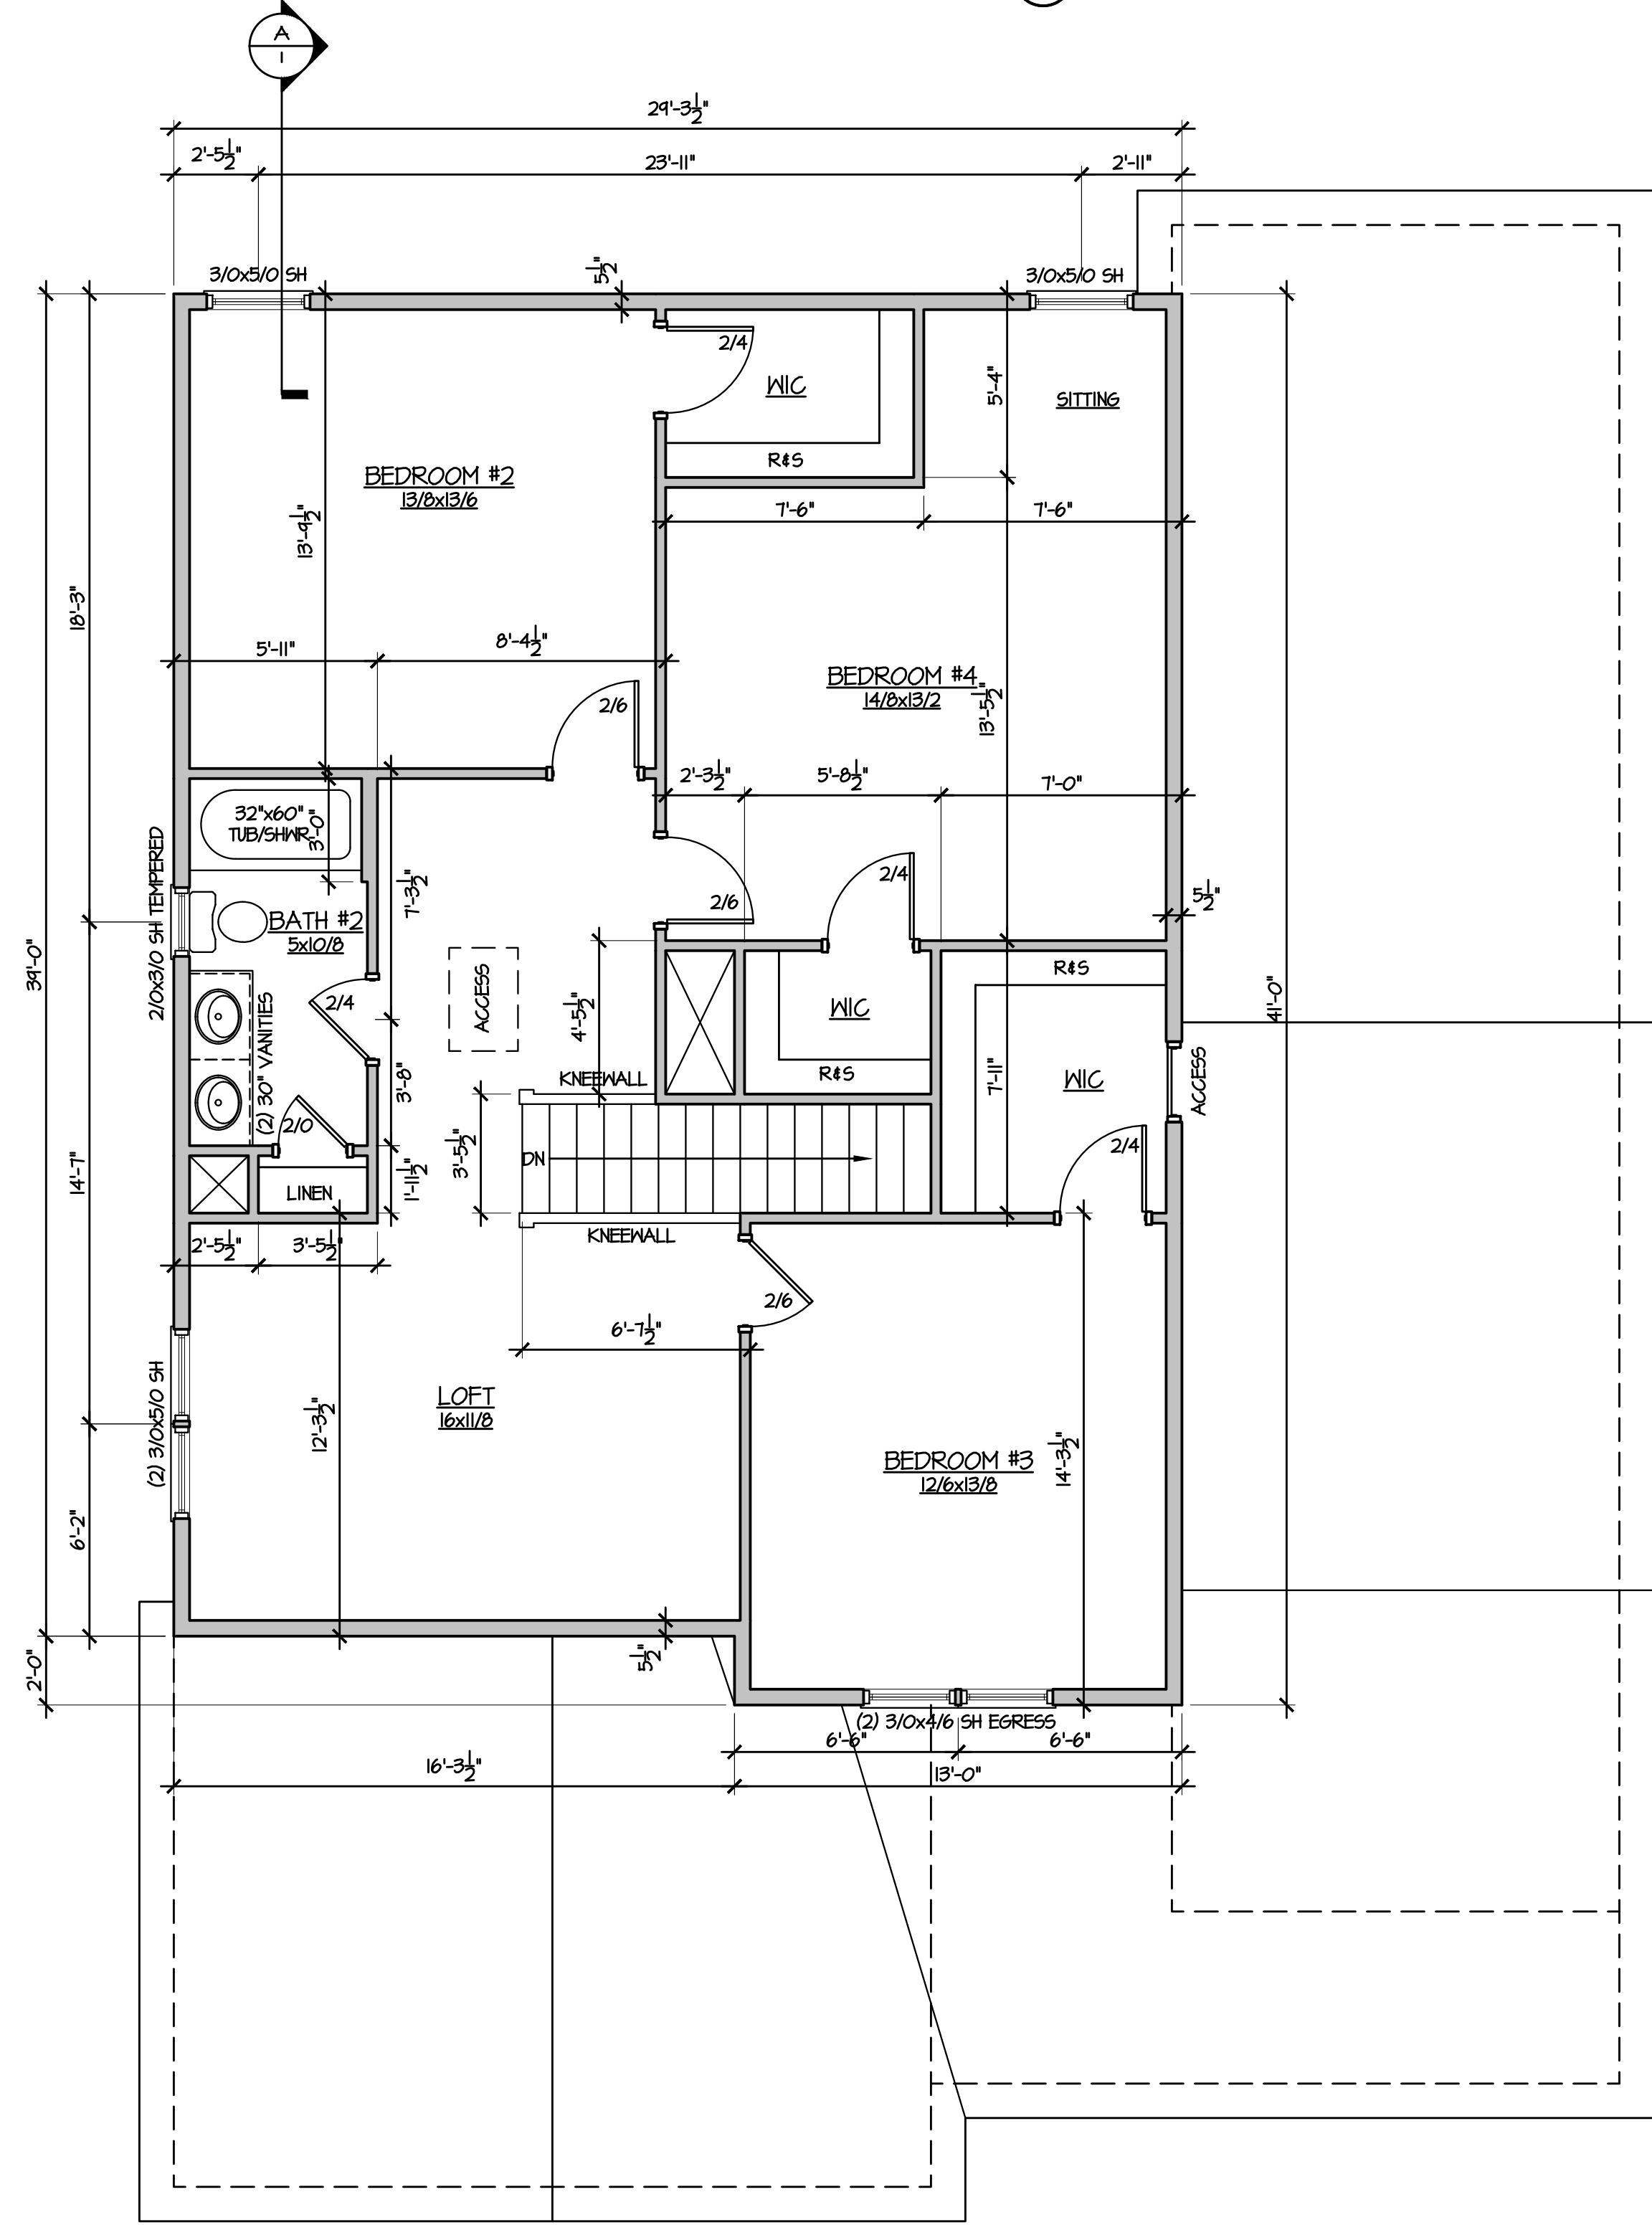 A
1
29'-3 1/2"
2'-5 1/2"
23'-11"
2'-11"
3/0x5/0 SH
5 1/2"
3/0x5/0 SH
2/4
WIC
R&S
5'-4"
SITTING
BEDROOM #2
13/8x13/6
13'-9 1/2"
7'-6"
7'-6"
18'-3"
5'-11"
8'-4 1/2"
2/6
BEDROOM #4
14/8x13/2
13'-5 1/2"
2'-3 1/2"
5'-8 1/2"
7'-0"
32"x60"
TUB/SHWR
3'-0"
2/0x3/0 SH TEMPERED
7'-3 1/2"
2/4
2/6
5 1/2"
BATH #2
5x10/8
39'-0"
41'-0"
ACCESS
4'-5 1/2"
R&S
WIC
2/4
(2) 30" VANITIES
KNEEWALL
R&S
7'-11"
WIC
ACCESS
3'-8"
2/0
3'-5 1/2"
DN
2/4
14'-7"
1'-11 1/2"
LINEN
KNEEWALL
2'-5 1/2"
3'-5 1/2"
2/6
6'-7 1/2"
(2) 3/0x5/0 SH
12'-3 1/2"
LOFT
16x11/8
BEDROOM #3
12/6x13/8
14'-3 1/2"
6'-2"
2'-0"
5 1/2"
(2) 3/0x4/6 SH EGRESS
6'-6"
6'-6"
16'-3 1/2"
13'-0"